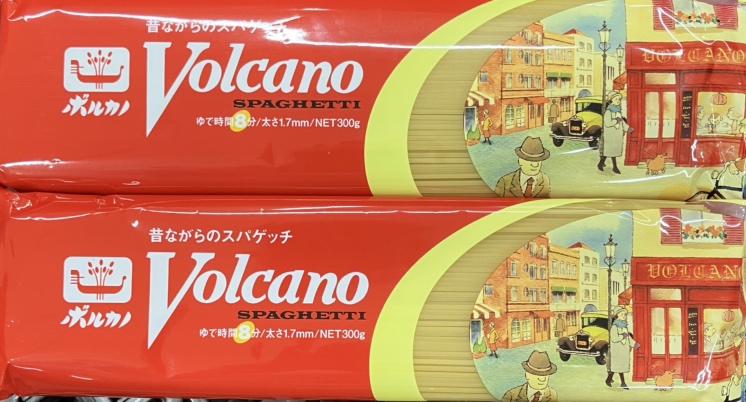 昔ながらのスパゲッチ
Volcano
SPAGHETTI
ボルカノ
ゆで時間8分/太さ1.7mm/NET300g
VOLCANO
昔ながらのスパゲッチ
Volcano
SPAGHETTI
ボルカノ
ゆで時間8分/太さ1.7mm/NET300g
VOLCANO